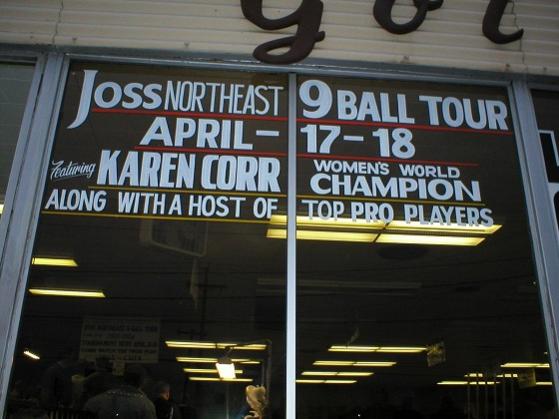 Joss NORTHEAST 9 BALL TOUR
APRIL - 17 - 18
Featuring KAREN CORR WOMEN'S WORLD CHAMPION
ALONG WITH A HOST OF TOP PRO PLAYERS